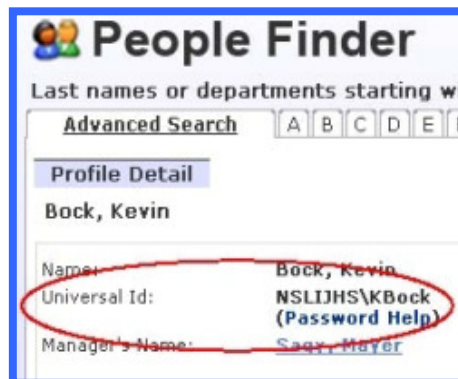 People Finder
Last names or departments starting w
Advanced Search A B C D E
Profile Detail
Bock, Kevin
Name: Bock, Kevin
Universal Id: NSLIJHS\KBock
(Password Help)
Manager's Name: Sagy, Mayer